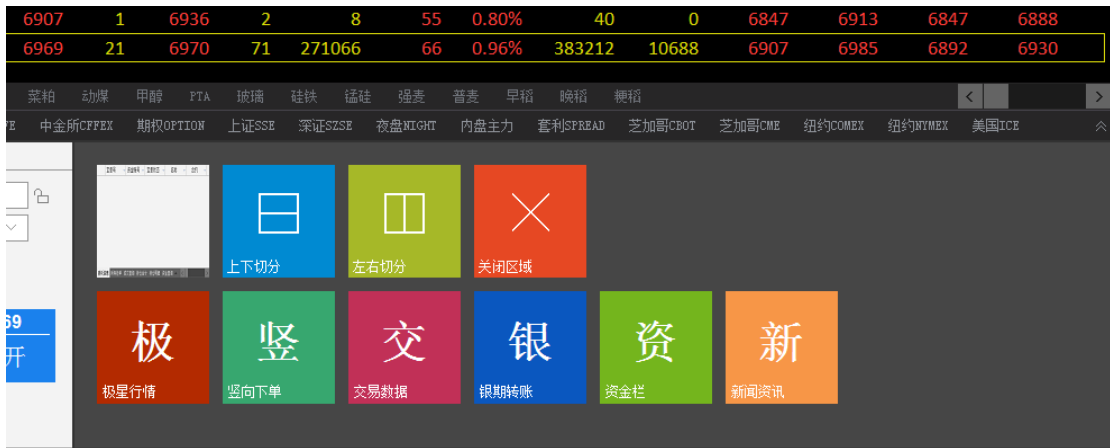 6907 1 6936 2 8 55 0.80% 40 0 6847 6913 6847 6888
6969 21 6970 71 271066 66 0.96% 383212 10688 6907 6985 6892 6930
菜粕 动煤 甲醇 PTA 玻璃 硅铁 锰硅 强麦 普麦 早稻 晚稻 粳稻
中金所CFFEX 期权OPTION 上证SSE 深证SZSE 夜盘NIGHT 内盘主力 套利SPREAD 芝加哥CBOT 芝加哥CME 纽约COMEX 纽约NYMEX 美国ICE
上下切分 左右切分 关闭区域
69
开
极 竖 交 银 资 新
极星行情 竖向下单 交易数据 银期转账 资金栏 新闻资讯